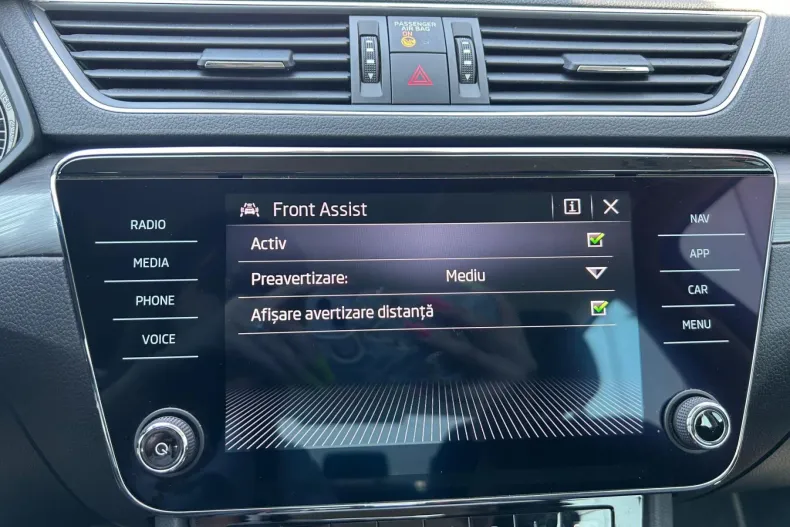 PASSENGER
AIR BAG
ON
Front Assist
Activ
Preavertizare: Mediu
Afișare avertizare distanță
RADIO
MEDIA
PHONE
VOICE
NAV
APP
CAR
MENU